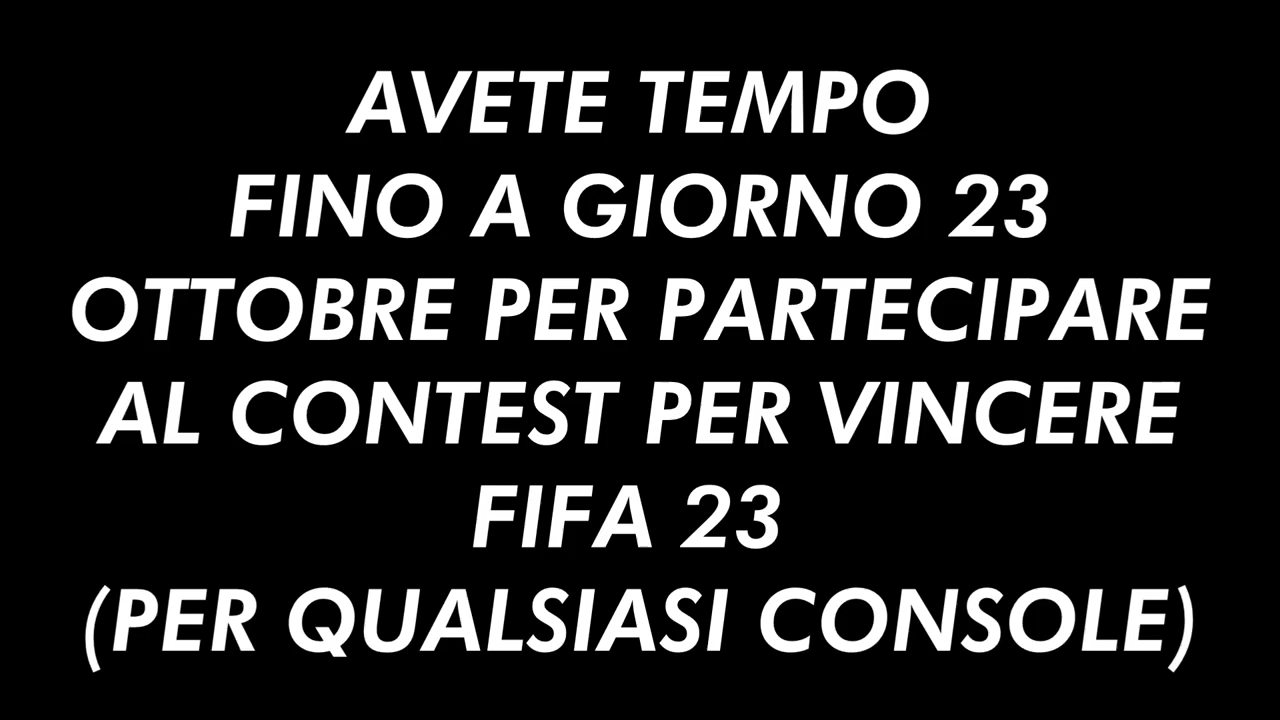 AVETE TEMPO
FINO A GIORNO 23
OTTOBRE PER PARTECIPARE
AL CONTEST PER VINCERE
FIFA 23
(PER QUALSIASI CONSOLE)